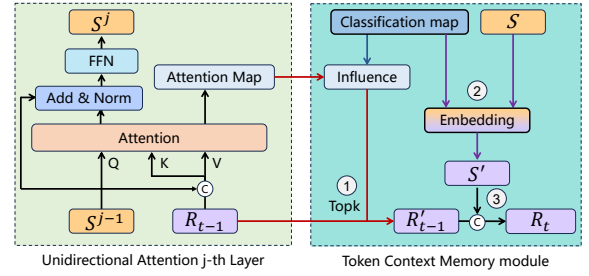 S^j
FFN
Add & Norm
Attention Map
Attention
Q
K
V
C
S^{j-1}
R_{t-1}
Unidirectional Attention j-th Layer
Classification map
S
Influence
2
Embedding
1
Topk
S'
3
R'_{t-1}
C
R_t
Token Context Memory module